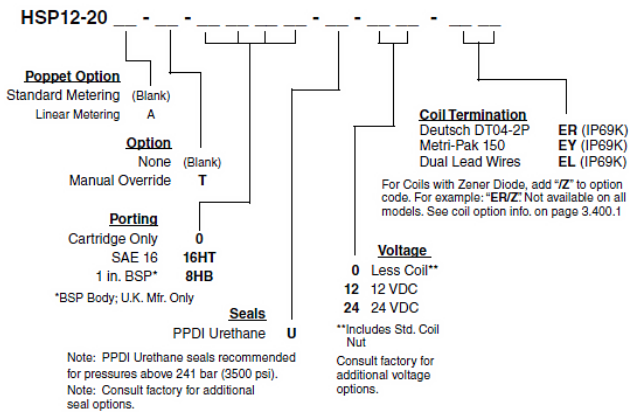 HSP12-20 __ - __ - __ __ __ __ - __ - __ __ - __ __
Poppet Option
Standard Metering (Blank)
Linear Metering A
Option
None (Blank)
Manual Override T
Porting
Cartridge Only 0
SAE 16 16HT
1 in. BSP* 8HB
*BSP Body; U.K. Mfr. Only
Seals
PPDI Urethane U
Note: PPDI Urethane seals recommended
for pressures above 241 bar (3500 psi).
Note: Consult factory for additional
seal options.
Voltage
0 Less Coil**
12 12 VDC
24 24 VDC
**Includes Std. Coil
Nut
Consult factory for
additional voltage
options.
Coil Termination
Deutsch DT04-2P ER (IP69K)
Metri-Pak 150 EY (IP69K)
Dual Lead Wires EL (IP69K)
For Coils with Zener Diode, add “/Z” to option
code. For example: “ER/Z”. Not available on all
models. See coil option info. on page 3.400.1